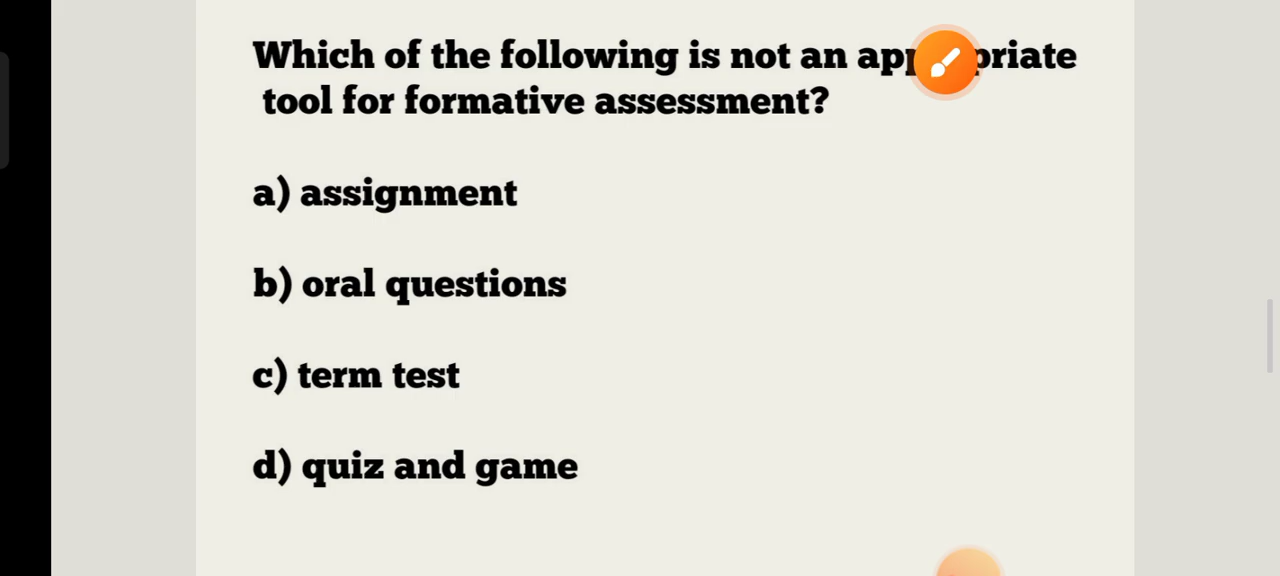 Which of the following is not an
tool for formative assessment?
a) assignment
b) oral questions
c) term test
d) quiz and game